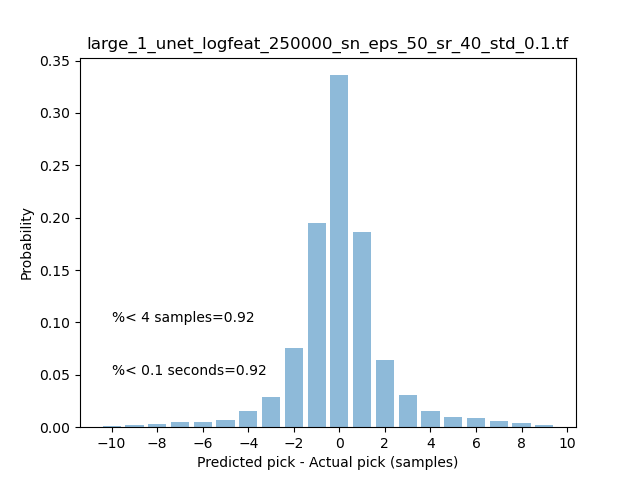 large_1_unet_logfeat_250000_sn_eps_50_sr_40_std_0.1.tf
0.35
0.30
0.25
0.20
0.15
0.10
0.05
0.00
Probability
%< 4 samples=0.92
%< 0.1 seconds=0.92
−10 −8 −6 −4 −2 0 2 4 6 8 10
Predicted pick - Actual pick (samples)